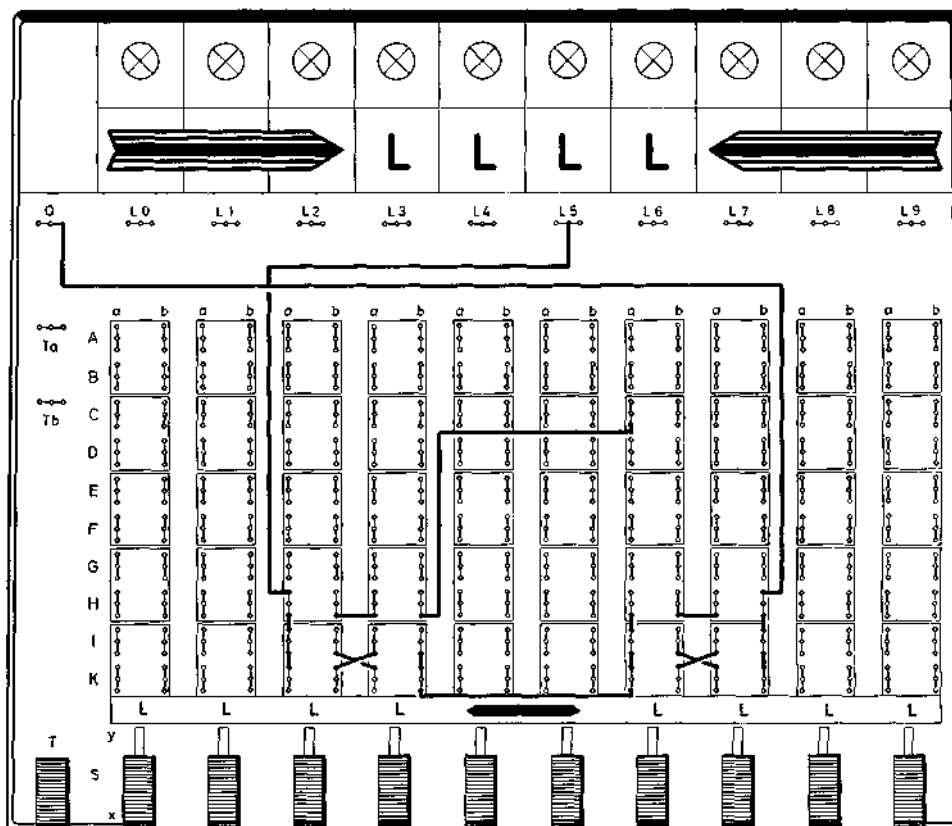 L L L L
Q L0 L1 L2 L3 L4 L5 L6 L7 L8 L9
a b a b a b a b a b a b a b a b a b a b
Ta A
B
Tb C
D
E
F
G
H
I
K
L L L L L L L L
T y
S
x